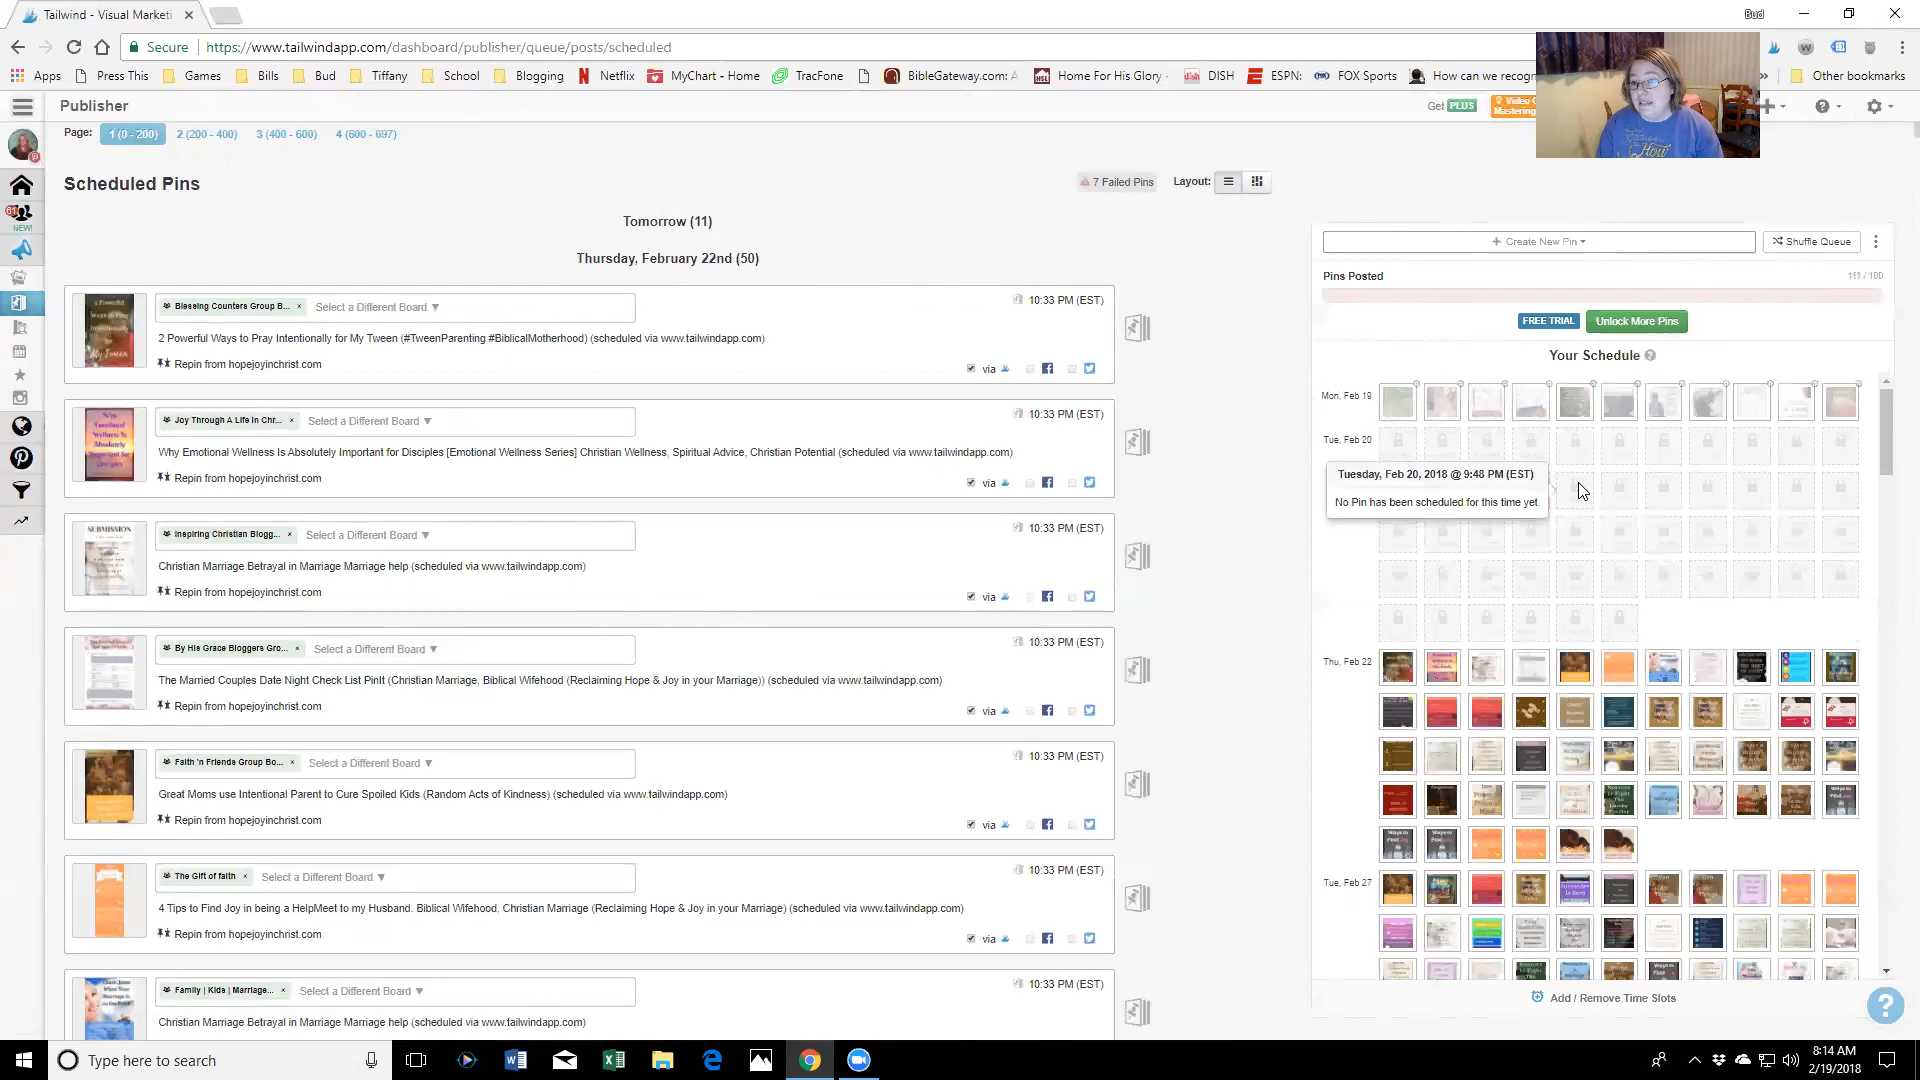 Tailwind - Visual Marketi
Bud
Secure
https://www.tailwindapp.com/dashboard/publisher/queue/posts/scheduled
Apps
Press This
Games
Bills
Bud
Tiffany
School
Blogging
Netflix
MyChart - Home
TracFone
BibleGateway.com: A
Home For His Glory -
DISH
ESPN:
FOX Sports
How can we recogn
Other bookmarks
Publisher
Get PLUS
Page:
1 (0 - 200)
2 (200 - 400)
3 (400 - 600)
4 (600 - 697)
Scheduled Pins
7 Failed Pins
Layout:
NEW!
Tomorrow (11)
Thursday, February 22nd (50)
Blessing Counters Group B... ×
Select a Different Board ▼
10:33 PM (EST)
2 Powerful Ways to Pray Intentionally for My Tween (#TweenParenting #BiblicalMotherhood) (scheduled via www.tailwindapp.com)
Repin from hopejoyinchrist.com
via
Joy Through A Life In Chr... ×
Select a Different Board ▼
10:33 PM (EST)
Why Emotional Wellness Is Absolutely Important for Disciples [Emotional Wellness Series] Christian Wellness, Spiritual Advice, Christian Potential (scheduled via www.tailwindapp.com)
Repin from hopejoyinchrist.com
via
Inspiring Christian Blogg... ×
Select a Different Board ▼
10:33 PM (EST)
Christian Marriage Betrayal in Marriage Marriage help (scheduled via www.tailwindapp.com)
Repin from hopejoyinchrist.com
via
By His Grace Bloggers Gro... ×
Select a Different Board ▼
10:33 PM (EST)
The Married Couples Date Night Check List PinIt (Christian Marriage, Biblical Wifehood (Reclaiming Hope & Joy in your Marriage)) (scheduled via www.tailwindapp.com)
Repin from hopejoyinchrist.com
via
Faith 'n Friends Group Bo... ×
Select a Different Board ▼
10:33 PM (EST)
Great Moms use Intentional Parent to Cure Spoiled Kids (Random Acts of Kindness) (scheduled via www.tailwindapp.com)
Repin from hopejoyinchrist.com
via
The Gift of faith ×
Select a Different Board ▼
10:33 PM (EST)
4 Tips to Find Joy in being a HelpMeet to my Husband. Biblical Wifehood, Christian Marriage (Reclaiming Hope & Joy in your Marriage) (scheduled via www.tailwindapp.com)
Repin from hopejoyinchrist.com
via
Family | Kids | Marriage... ×
Select a Different Board ▼
10:33 PM (EST)
Christian Marriage Betrayal in Marriage Marriage help (scheduled via www.tailwindapp.com)
+ Create New Pin
Shuffle Queue
Pins Posted
FREE TRIAL
Unlock More Pins
Your Schedule
Mon, Feb 19
Tue, Feb 20
Tuesday, Feb 20, 2018 @ 9:48 PM (EST)
No Pin has been scheduled for this time yet.
Thu, Feb 22
Tue, Feb 27
Add / Remove Time Slots
Type here to search
8:14 AM
2/19/2018